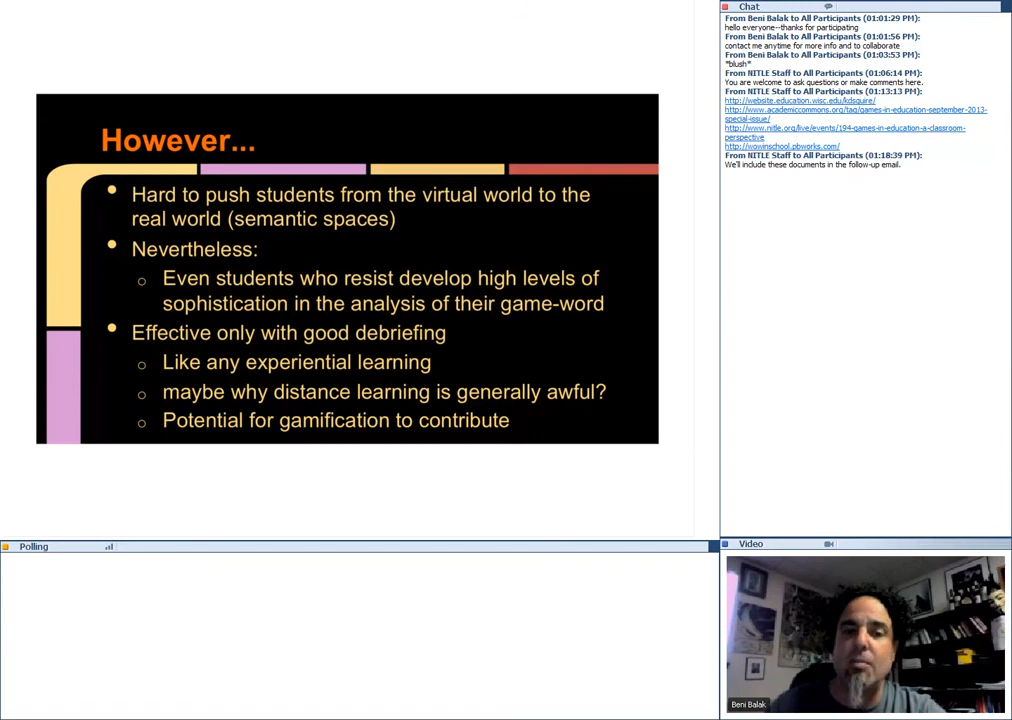 However...
Hard to push students from the virtual world to the
real world (semantic spaces)
Nevertheless:
Even students who resist develop high levels of
sophistication in the analysis of their game-word
Effective only with good debriefing
Like any experiential learning
maybe why distance learning is generally awful?
Potential for gamification to contribute
Polling
Chat
From Beni Balak to All Participants (01:01:29 PM):
hello everyone--thanks for participating
From Beni Balak to All Participants (01:01:56 PM):
contact me anytime for more info and to collaborate
From Beni Balak to All Participants (01:03:53 PM):
*blush*
From NITLE Staff to All Participants (01:06:14 PM):
You are welcome to ask questions or make comments here.
From NITLE Staff to All Participants (01:13:13 PM):
http://website.education.wisc.edu/kdsquire/
http://www.academiccommons.org/tag/games-in-education-september-2013-
special-issue/
http://www.nitle.org/live/events/194-games-in-education-a-classroom-
perspective
http://wowinschool.pbworks.com/
From NITLE Staff to All Participants (01:18:39 PM):
We'll include these documents in the follow-up email.
Video
Beni Balak